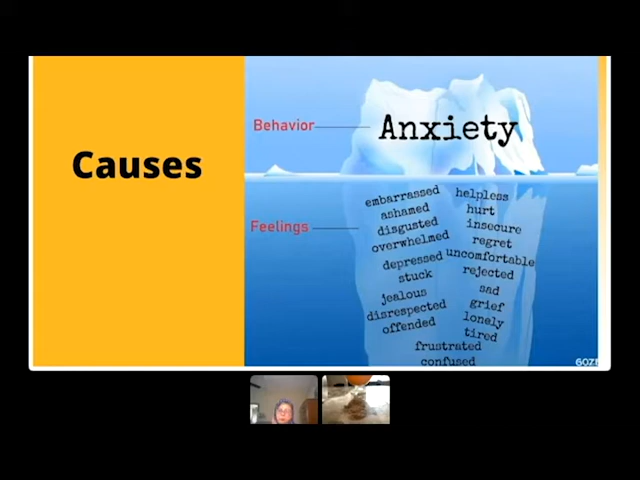 Causes
Behavior
Anxiety
Feelings
embarrassed
ashamed
disgusted
overwhelmed
depressed
stuck
jealous
disrespected
offended
helpless
hurt
insecure
regret
uncomfortable
rejected
sad
grief
lonely
tired
frustrated
confused